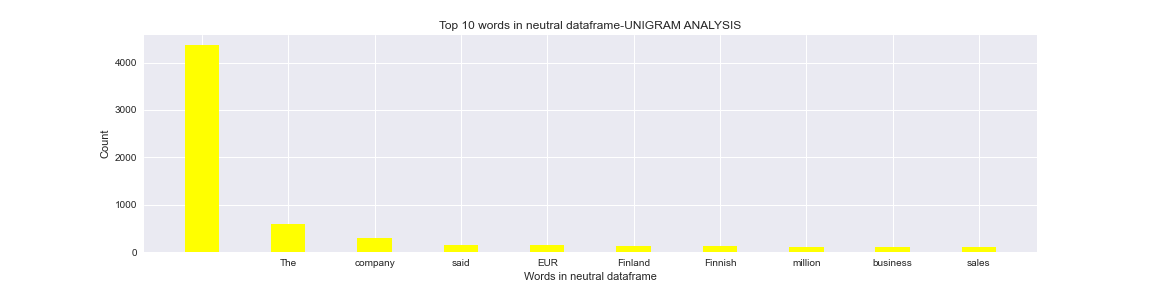 Top 10 words in neutral dataframe-UNIGRAM ANALYSIS
4000
3000
2000
1000
0
Count
The company said EUR Finland Finnish million business sales
Words in neutral dataframe